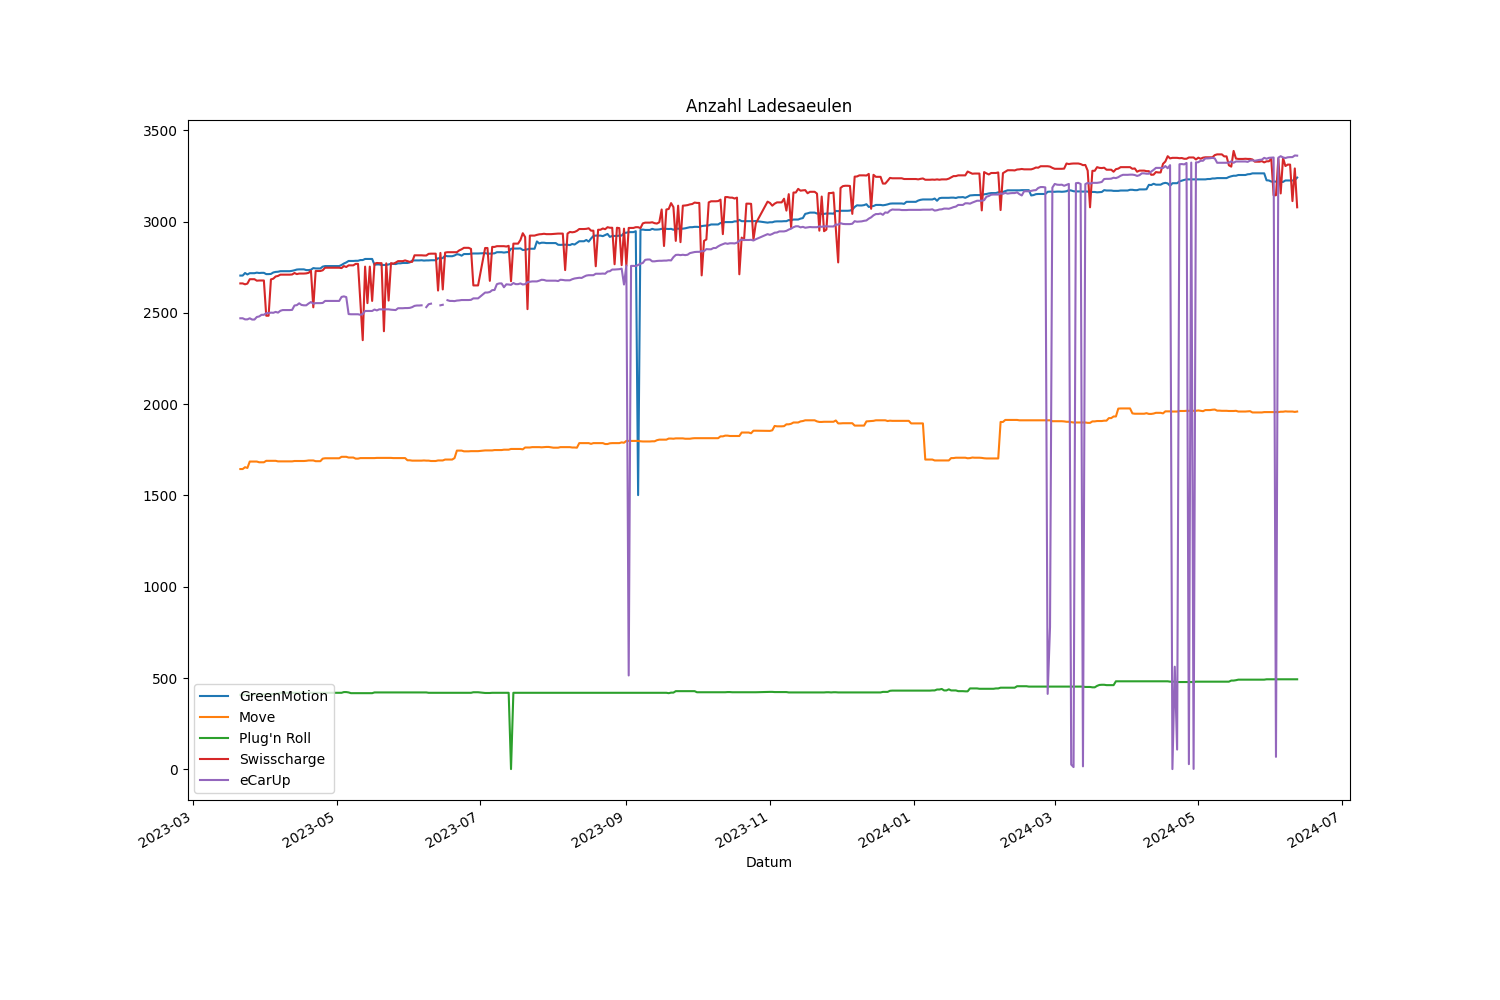 Anzahl Ladesaeulen
3500
3000
2500
2000
1500
1000
500
0
GreenMotion
Move
Plug'n Roll
Swisscharge
eCarUp
2023-03
2023-05
2023-07
2023-09
2023-11
2024-01
2024-03
2024-05
2024-07
Datum